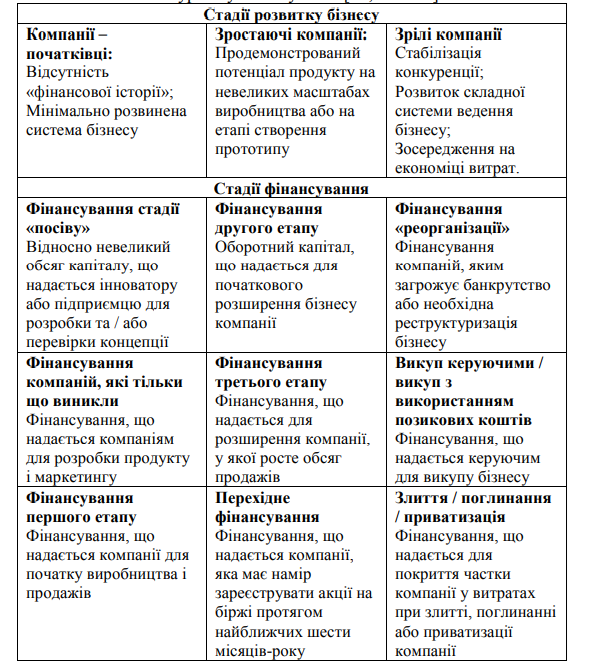 Стадії розвитку бізнесу
Компанії –
початківці:
Відсутність
«фінансової історії»;
Мінімально розвинена
система бізнесу
Зростаючі компанії:
Продемонстрований
потенціал продукту на
невеликих масштабах
виробництва або на
етапі створення
прототипу
Зрілі компанії
Стабілізація
конкуренції;
Розвиток складної
системи ведення
бізнесу;
Зосередження на
економіці витрат.
Стадії фінансування
Фінансування стадії
«посіву»
Відносно невеликий
обсяг капіталу, що
надається інноватору
або підприємцю для
розробки та / або
перевірки концепції
Фінансування
другого етапу
Оборотний капітал,
що надається для
початкового
розширення бізнесу
компанії
Фінансування
«реорганізації»
Фінансування
компаній, яким
загрожує банкрутство
або необхідна
реструктуризація
бізнесу
Фінансування
компаній, які тільки
що виникли
Фінансування, що
надається компаніям
для розробки продукту
і маркетингу
Фінансування
третього етапу
Фінансування, що
надається для
розширення компанії,
у якої росте обсяг
продажів
Викуп керуючими /
викуп з
використанням
позикових коштів
Фінансування, що
надається керуючим
для викупу бізнесу
Фінансування
першого етапу
Фінансування, що
надається компанії для
початку виробництва і
продажів
Перехідне
фінансування
Фінансування, що
надається компанії,
яка має намір
зареєструвати акції на
біржі протягом
найближчих шести
місяців-року
Злиття / поглинання
/ приватизація
Фінансування, що
надається для
покриття частки
компанії у витратах
при злитті, поглинанні
або приватизації
компанії